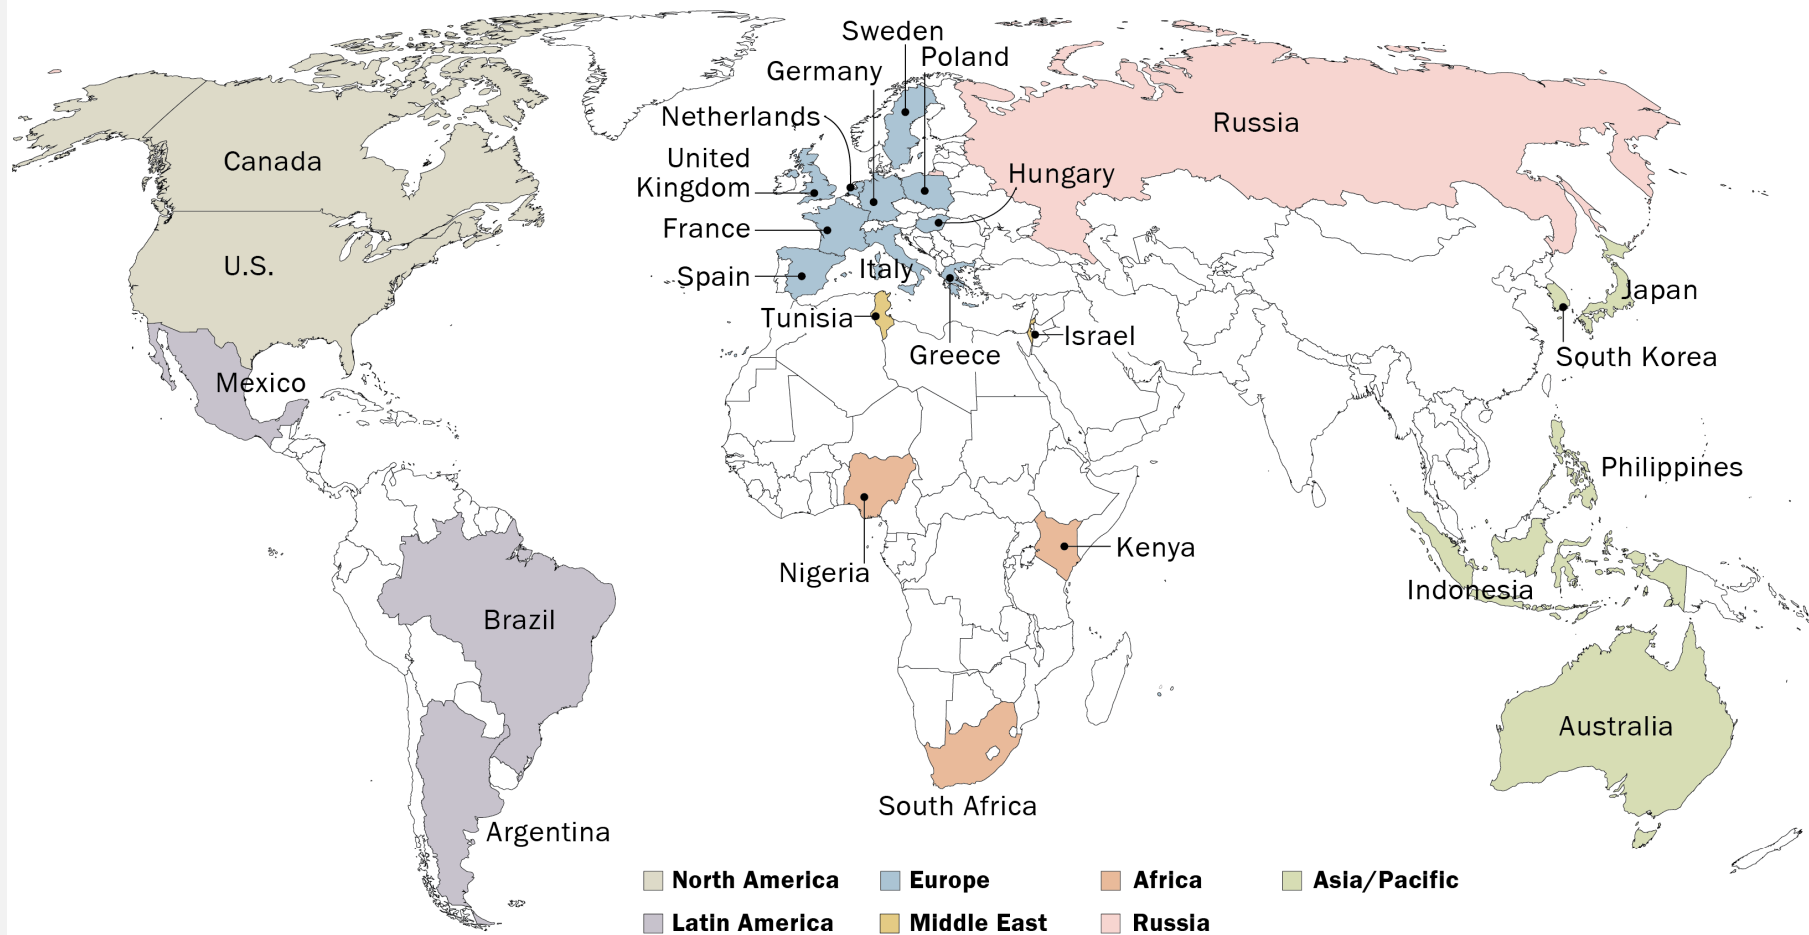 Sweden
Poland
Germany
Netherlands
Russia
Canada
United
Kingdom
Hungary
France
U.S.
Spain
Italy
Japan
Tunisia
Israel
Greece
South Korea
Mexico
Philippines
Nigeria
Kenya
Indonesia
Brazil
Australia
South Africa
Argentina
North America
Europe
Africa
Asia/Pacific
Latin America
Middle East
Russia